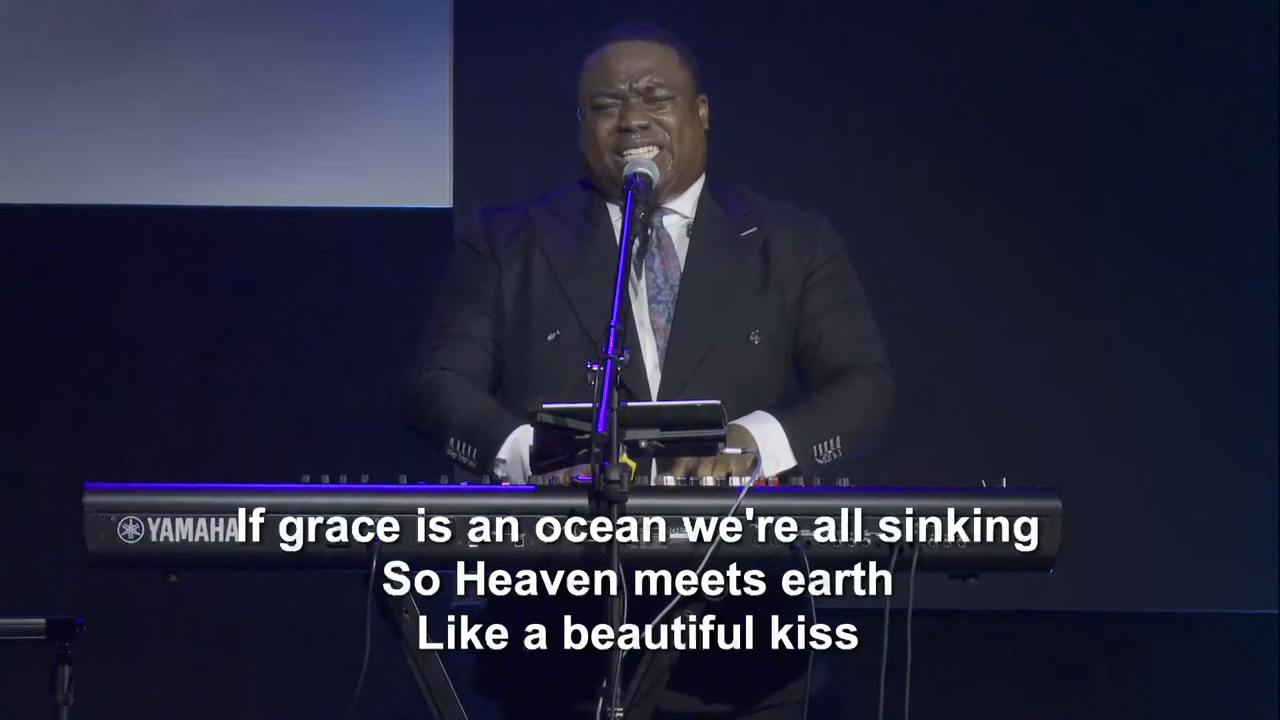 YAMAHA
If grace is an ocean we're all sinking
So Heaven meets earth
Like a beautiful kiss